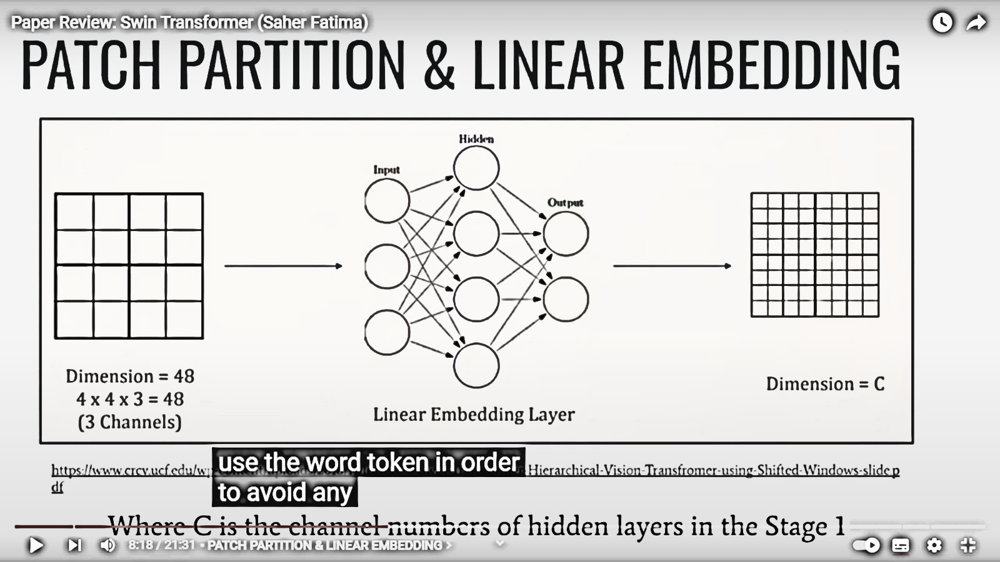 Paper Review: Swin Transformer (Saher Fatima)
PATCH PARTITION & LINEAR EMBEDDING
Hidden
Input
Output
Dimension = 48
4 x 4 x 3 = 48
(3 Channels)
Linear Embedding Layer
Dimension = C
https://www.crcv.ucf.edu/wp Hierarchical-Vision-Transfromer-using-Shifted-Windows-slide.p
df
use the word token in order
to avoid any
Where C is the channel numbers of hidden layers in the Stage 1
8:18 / 21:31 • PATCH PARTITION & LINEAR EMBEDDING >